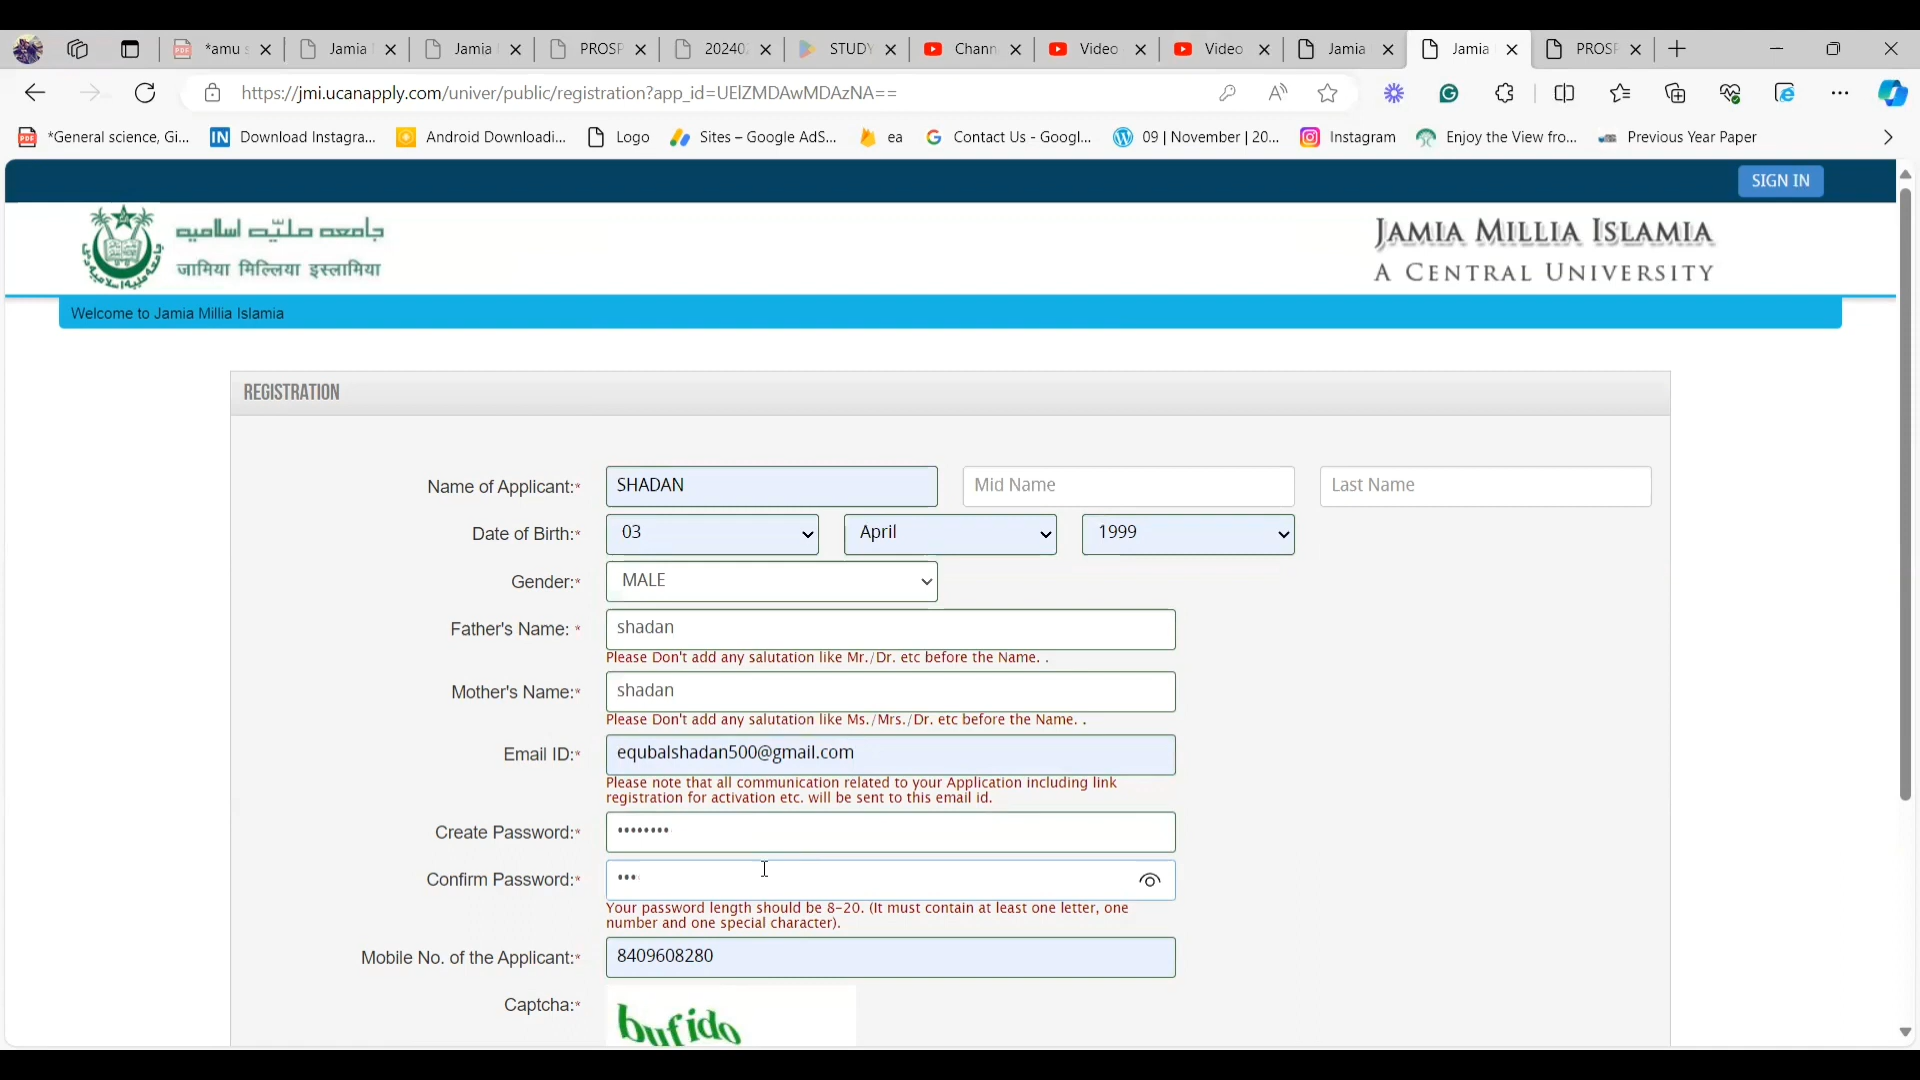 *amu s
Jamia
Jamia
PROSP
20240
STUDY
Chann
Video
Video
Jamia
Jamia
PROSP
https://jmi.ucanapply.com/univer/public/registration?app_id=UElZMDAwMDAzNA==
*General science, Gi...
IN Download Instagra...
Android Downloadi...
Logo
Sites – Google AdS...
ea
Contact Us - Googl...
09 | November | 20...
Instagram
Enjoy the View fro...
Previous Year Paper
SIGN IN
جامعہ ملیّہ اسلامیہ
जामिया मिल्लिया इस्लामिया
JAMIA MILLIA ISLAMIA
A CENTRAL UNIVERSITY
Welcome to Jamia Millia Islamia
REGISTRATION
Name of Applicant:* SHADAN Mid Name Last Name
Date of Birth:* 03 April 1999
Gender:* MALE
Father's Name: * shadan
Please Don't add any salutation like Mr./Dr. etc before the Name. .
Mother's Name:* shadan
Please Don't add any salutation like Ms./Mrs./Dr. etc before the Name. .
Email ID:* equbalshadan500@gmail.com
Please note that all communication related to your Application including link
registration for activation etc. will be sent to this email id.
Create Password:* ••••••••
Confirm Password:* •••
Your password length should be 8-20. (It must contain at least one letter, one
number and one special character).
Mobile No. of the Applicant:* 8409608280
Captcha:*
bufido